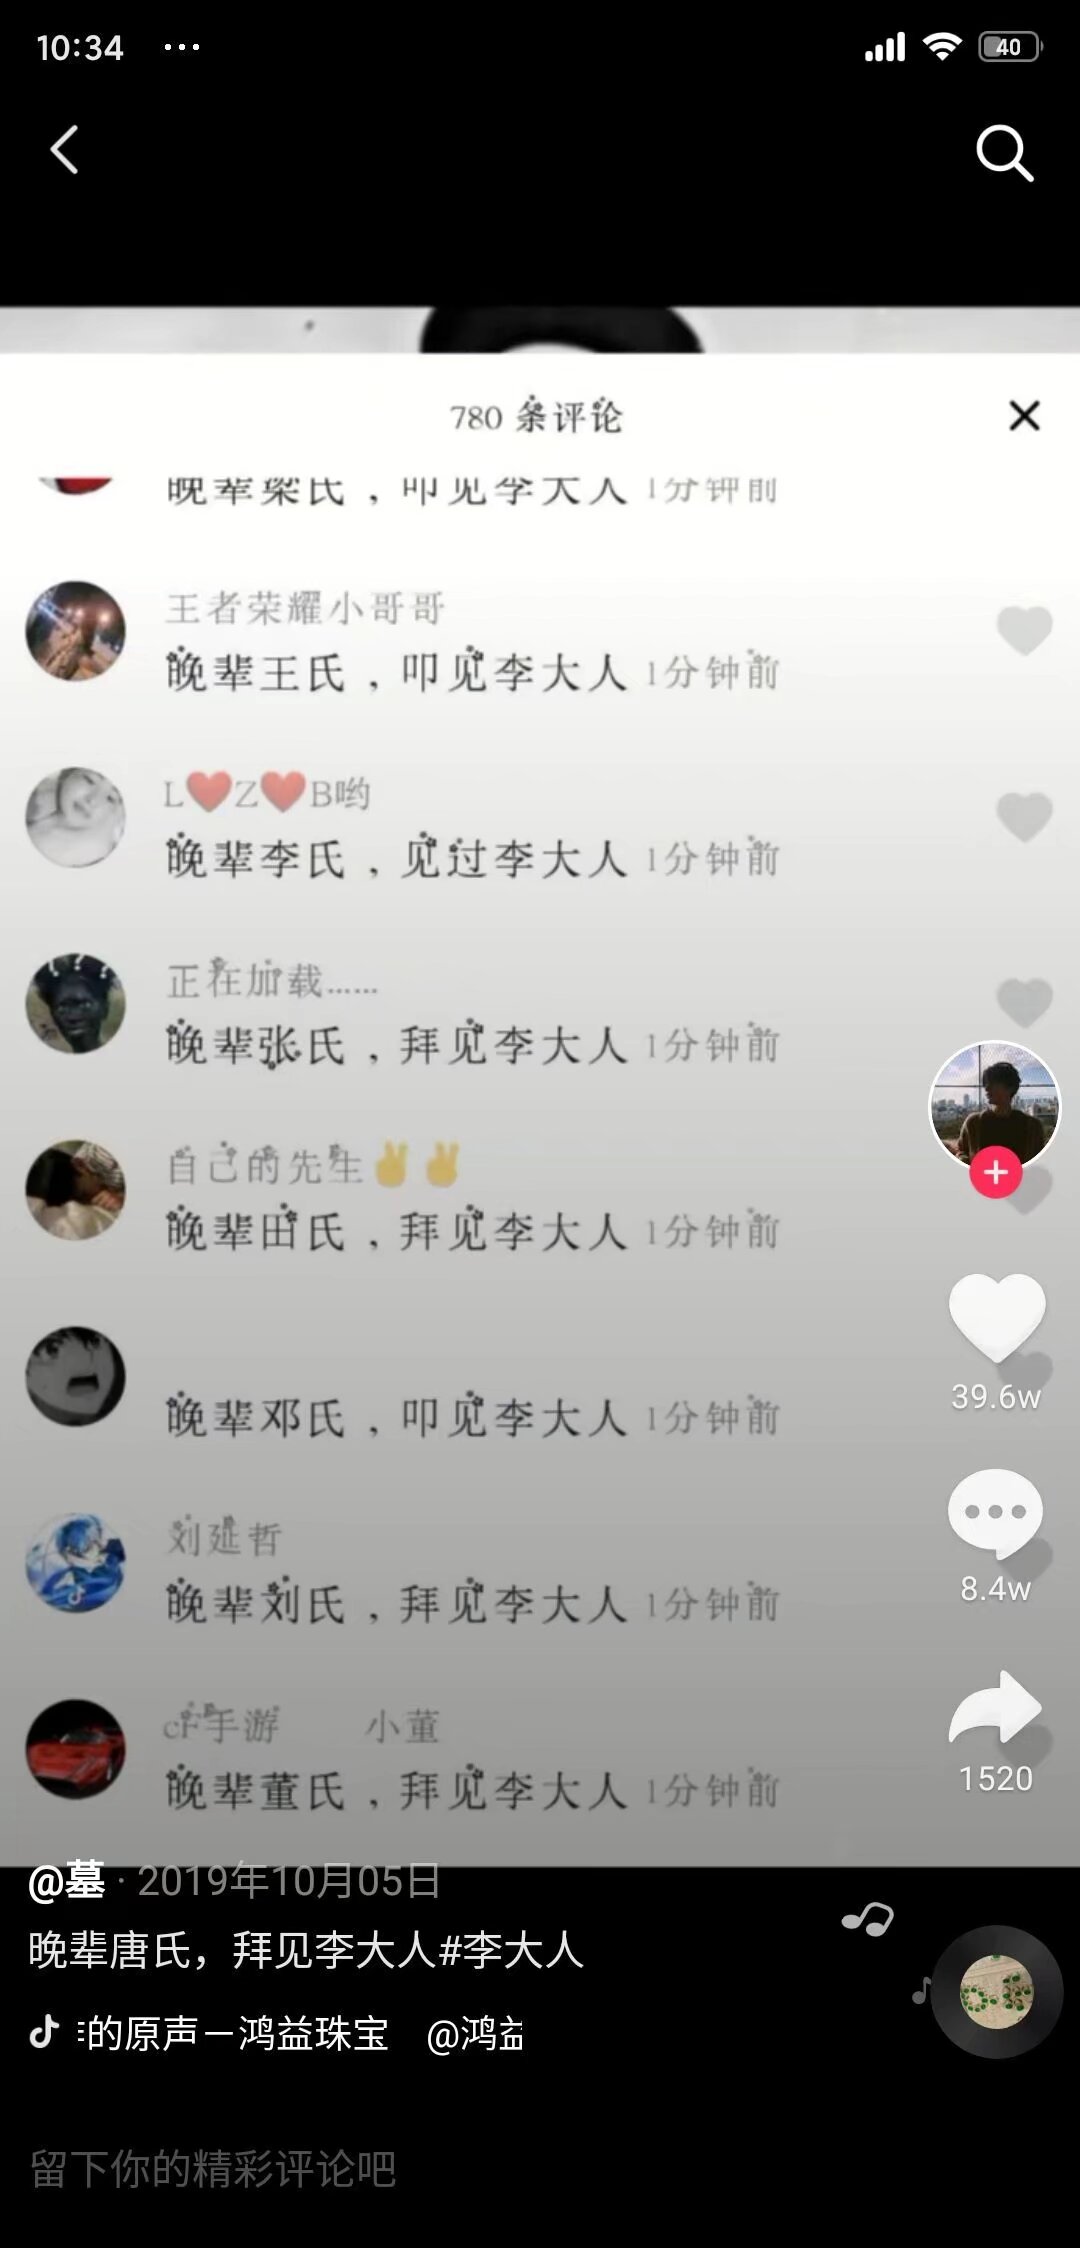 10:34
40
780 条评论
晚辈梁氏，叩见李大人 1分钟前
王者荣耀小哥哥
晚辈王氏，叩见李大人 1分钟前
L❤️Z❤️B哟
晚辈李氏，见过李大人 1分钟前
正在加载……
晚辈张氏，拜见李大人 1分钟前
自己的先生✌️✌️
晚辈田氏，拜见李大人 1分钟前
晚辈邓氏，叩见李大人 1分钟前
39.6w
刘延哲
晚辈刘氏，拜见李大人 1分钟前
8.4w
cF手游 小董
晚辈董氏，拜见李大人 1分钟前
1520
@墓 · 2019年10月05日
晚辈唐氏，拜见李大人#李大人
的原声－鸿益珠宝 @鸿益
留下你的精彩评论吧